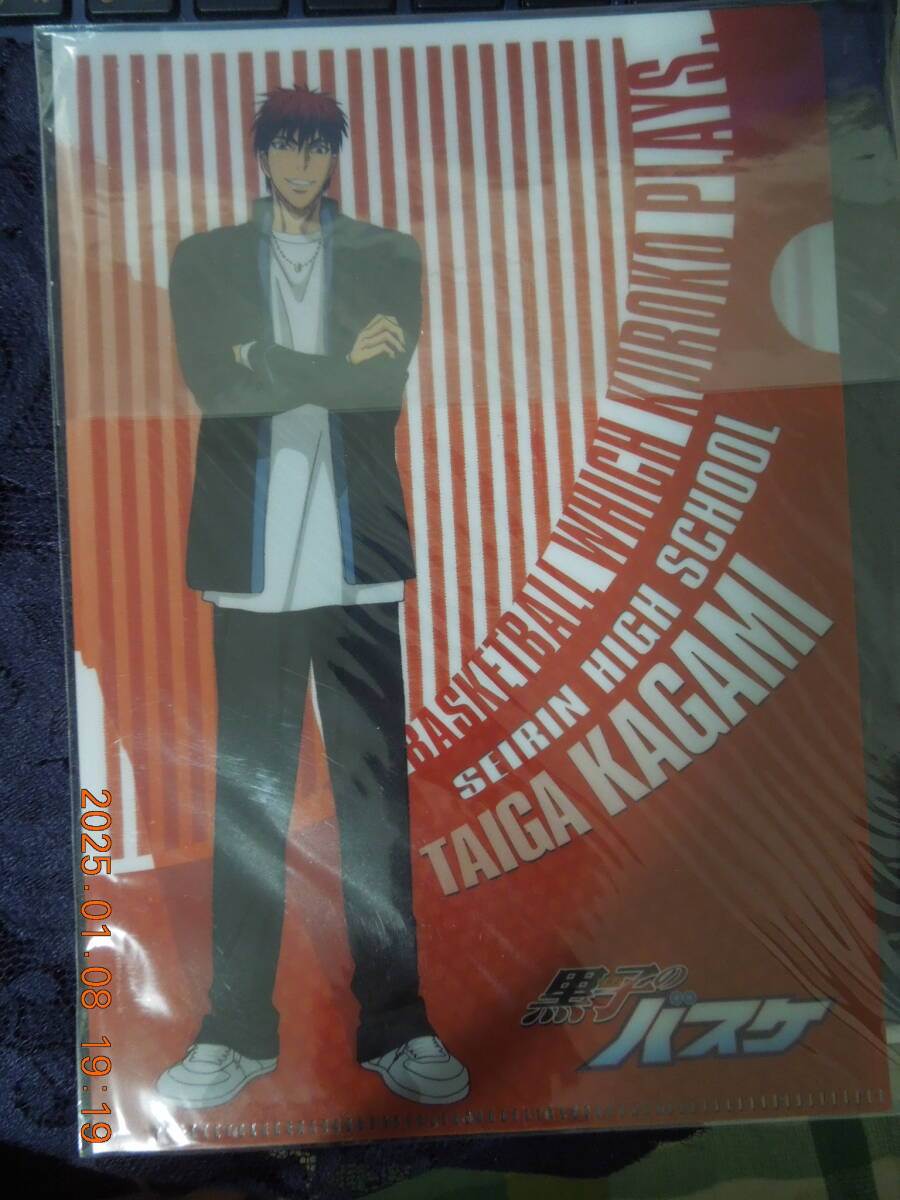 BASKETBALL WHICH KUROKO PLAYS.
SEIRIN HIGH SCHOOL
TAIGA KAGAMI
黒子の
バスケ
2025.01.08 19:19